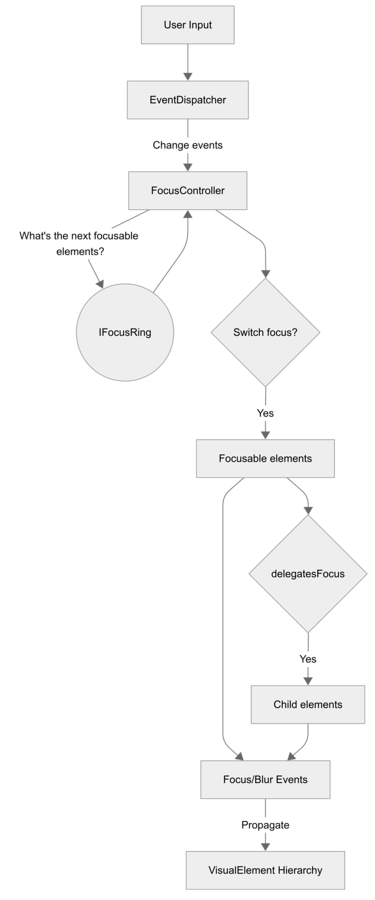 User Input
EventDispatcher
Change events
FocusController
What's the next focusable
elements?
IFocusRing
Switch focus?
Yes
Focusable elements
delegatesFocus
Yes
Child elements
Focus/Blur Events
Propagate
VisualElement Hierarchy